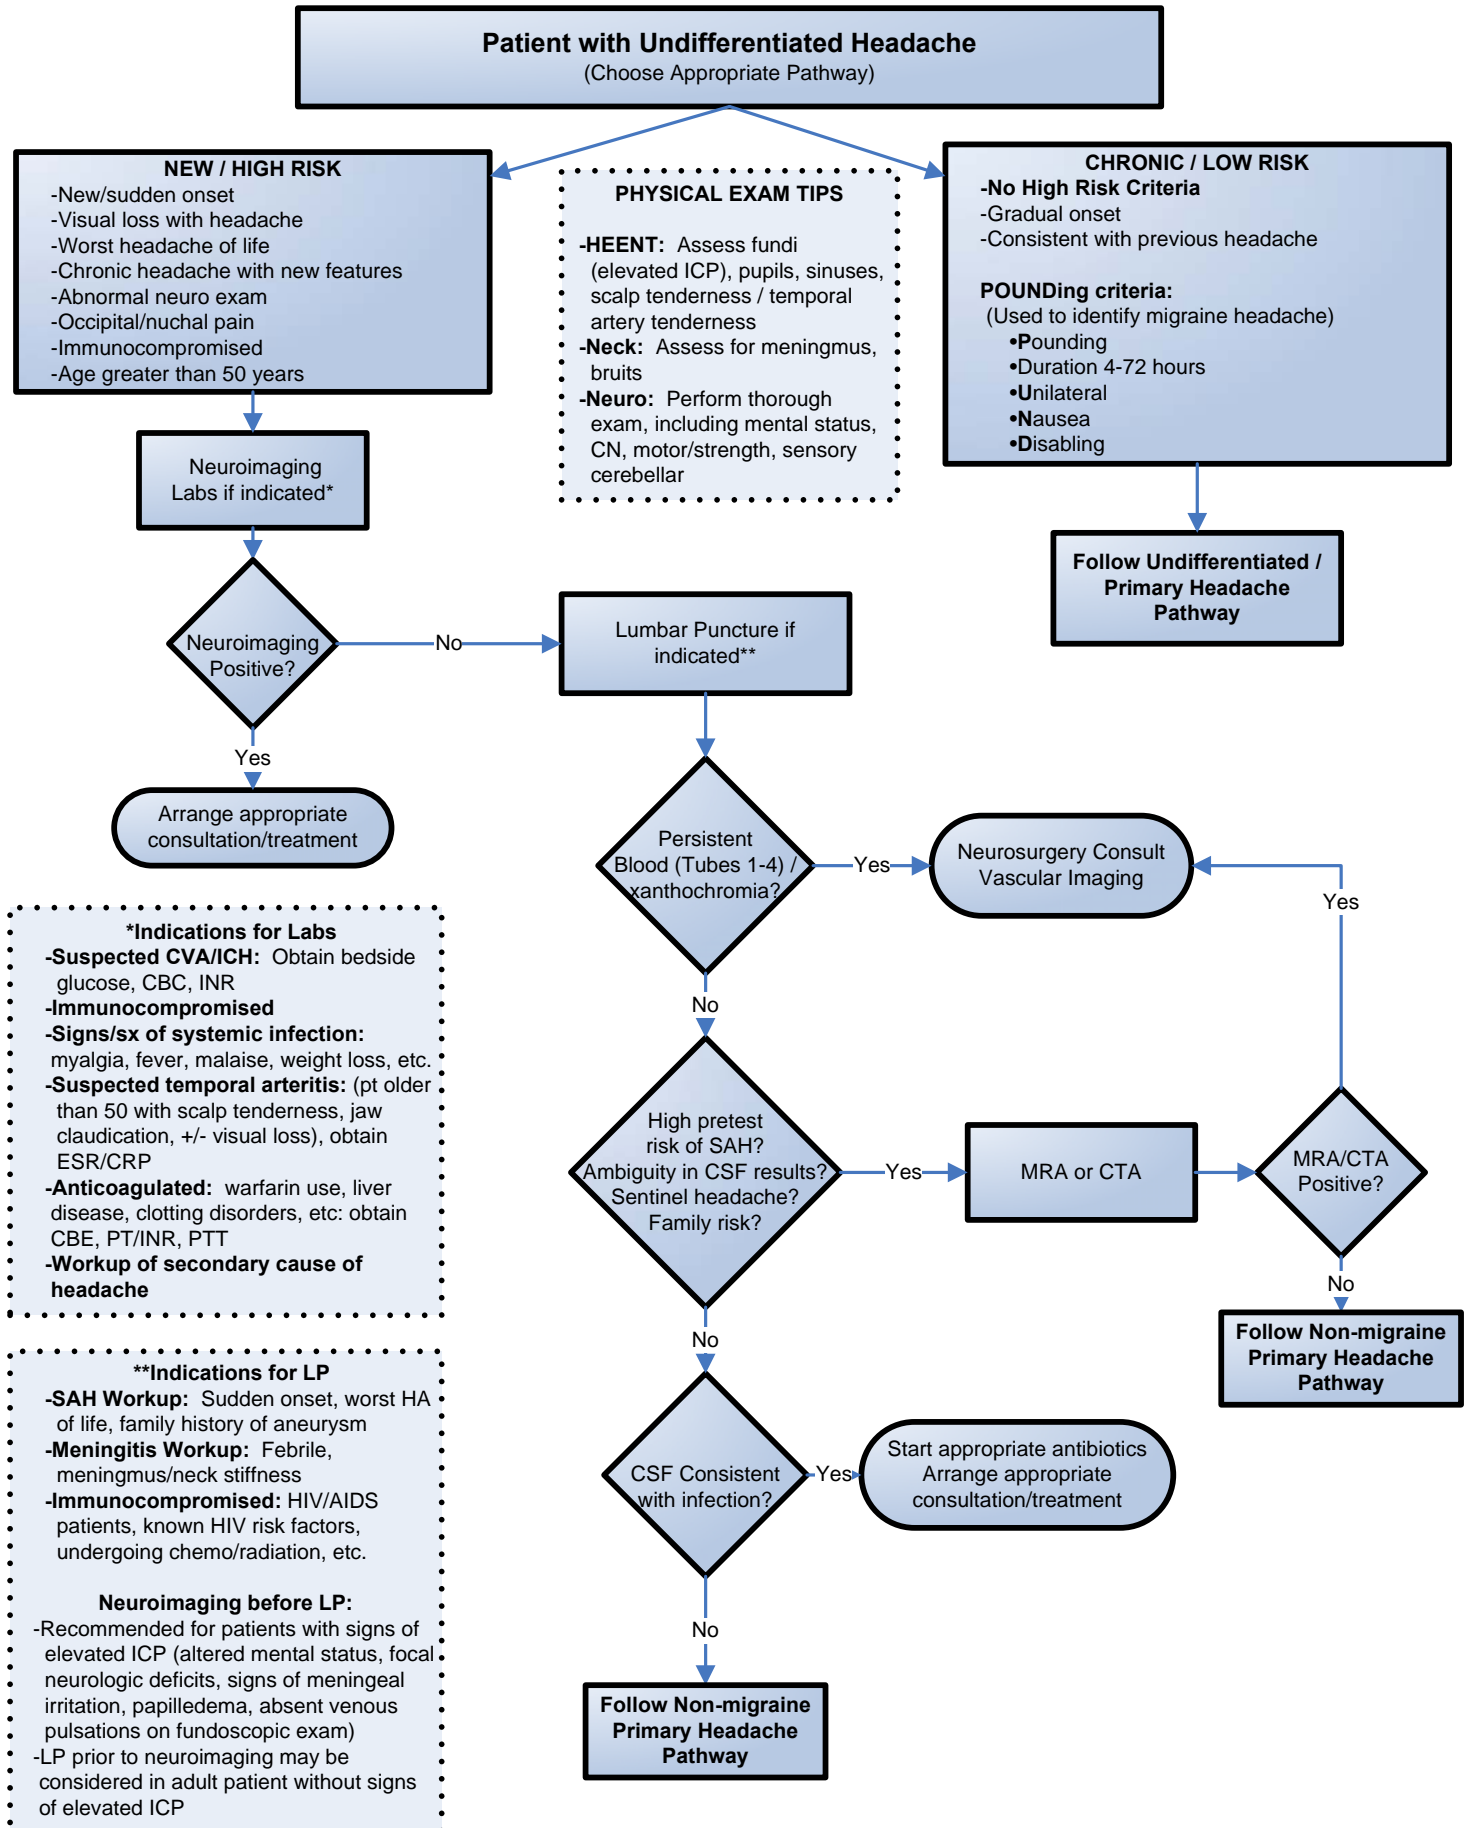 Patient with Undifferentiated Headache
(Choose Appropriate Pathway)
NEW / HIGH RISK
-New/sudden onset
-Visual loss with headache
-Worst headache of life
-Chronic headache with new features
-Abnormal neuro exam
-Occipital/nuchal pain
-Immunocompromised
-Age greater than 50 years
PHYSICAL EXAM TIPS
-HEENT: Assess fundi
(elevated ICP), pupils, sinuses,
scalp tenderness / temporal
artery tenderness
-Neck: Assess for meningmus,
bruits
-Neuro: Perform thorough
exam, including mental status,
CN, motor/strength, sensory
cerebellar
CHRONIC / LOW RISK
-No High Risk Criteria
-Gradual onset
-Consistent with previous headache
POUNDing criteria:
(Used to identify migraine headache)
•Pounding
•Duration 4-72 hours
•Unilateral
•Nausea
•Disabling
Neuroimaging
Labs if indicated*
Follow Undifferentiated /
Primary Headache
Pathway
Neuroimaging
Positive?
No
Lumbar Puncture if
indicated**
Yes
Arrange appropriate
consultation/treatment
Persistent
Blood (Tubes 1-4) /
xanthochromia?
Yes
Neurosurgery Consult
Vascular Imaging
Yes
No
*Indications for Labs
-Suspected CVA/ICH: Obtain bedside
glucose, CBC, INR
-Immunocompromised
-Signs/sx of systemic infection:
myalgia, fever, malaise, weight loss, etc.
-Suspected temporal arteritis: (pt older
than 50 with scalp tenderness, jaw
claudication, +/- visual loss), obtain
ESR/CRP
-Anticoagulated: warfarin use, liver
disease, clotting disorders, etc: obtain
CBE, PT/INR, PTT
-Workup of secondary cause of
headache
High pretest
risk of SAH?
Ambiguity in CSF results?
Sentinel headache?
Family risk?
Yes
MRA or CTA
MRA/CTA
Positive?
No
Follow Non-migraine
Primary Headache
Pathway
No
**Indications for LP
-SAH Workup: Sudden onset, worst HA
of life, family history of aneurysm
-Meningitis Workup: Febrile,
meningmus/neck stiffness
-Immunocompromised: HIV/AIDS
patients, known HIV risk factors,
undergoing chemo/radiation, etc.
Neuroimaging before LP:
-Recommended for patients with signs of
elevated ICP (altered mental status, focal
neurologic deficits, signs of meningeal
irritation, papilledema, absent venous
pulsations on fundoscopic exam)
-LP prior to neuroimaging may be
considered in adult patient without signs
of elevated ICP
CSF Consistent
with infection?
Yes
Start appropriate antibiotics
Arrange appropriate
consultation/treatment
No
Follow Non-migraine
Primary Headache
Pathway